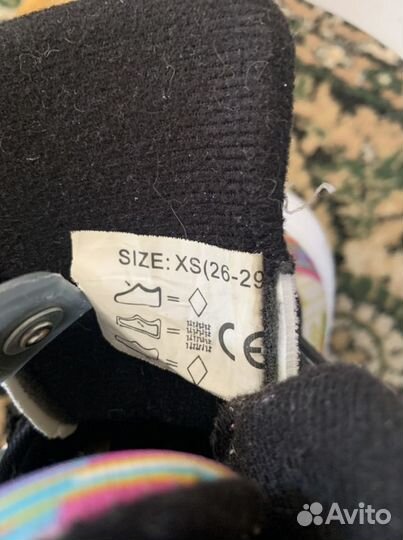 SIZE: XS(26-29
= ◇
=
= ◇
CE
Avito